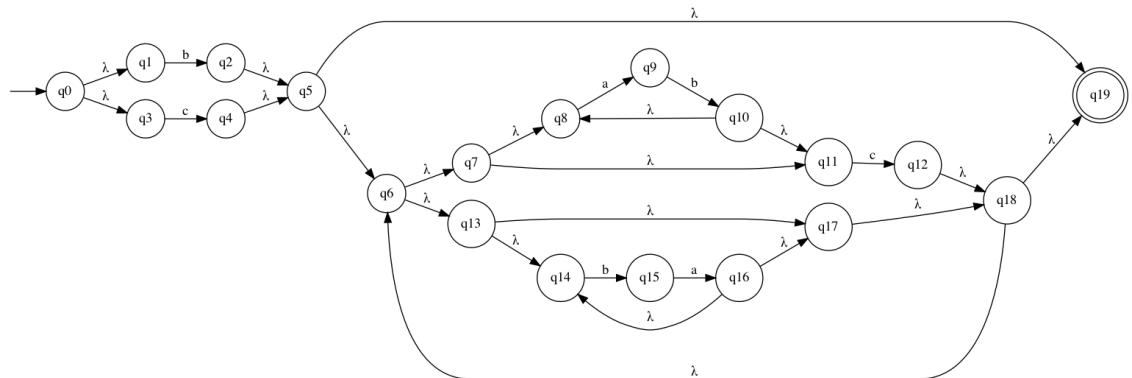 λ
q9
q1 b q2
λ λ a b
q0 q5 q19
λ λ
q3 c q4 q8 λ q10
λ λ λ λ
q7 λ q11 c q12
λ λ
q6 q18
λ λ
q13 λ q17 λ
λ λ
q14 b q15 a q16
λ
λ